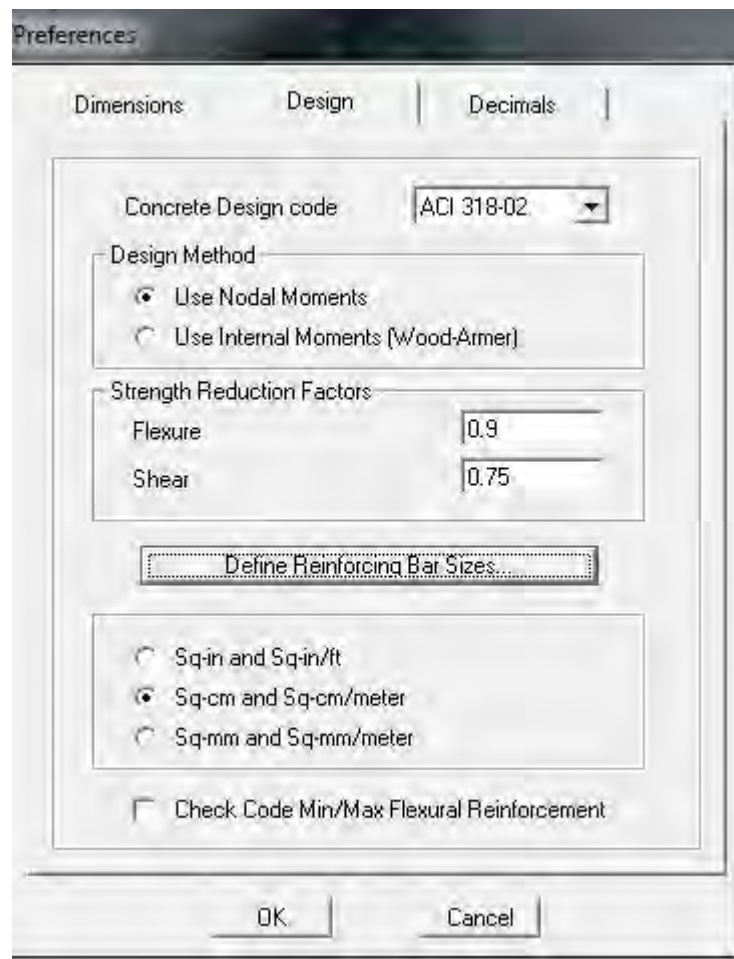 Preferences
Dimensions Design Decimals
Concrete Design code ACI 318-02
Design Method
Use Nodal Moments
Use Internal Moments (Wood-Armer)
Strength Reduction Factors
Flexure 0.9
Shear 0.75
Define Reinforcing Bar Sizes...
Sq-in and Sq-in/ft
Sq-cm and Sq-cm/meter
Sq-mm and Sq-mm/meter
Check Code Min/Max Flexural Reinforcement
OK Cancel